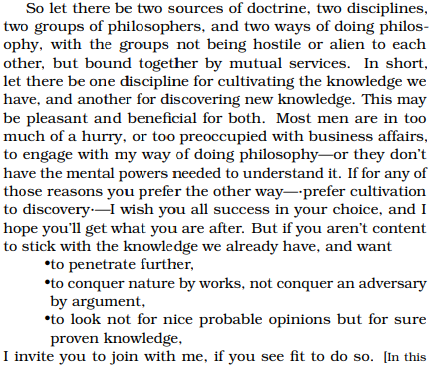 So let there be two sources of doctrine, two disciplines,
two groups of philosophers, and two ways of doing philos-
ophy, with the groups not being hostile or alien to each
other, but bound together by mutual services. In short,
let there be one discipline for cultivating the knowledge we
have, and another for discovering new knowledge. This may
be pleasant and beneficial for both. Most men are in too
much of a hurry, or too preoccupied with business affairs,
to engage with my way of doing philosophy—or they don't
have the mental powers needed to understand it. If for any of
those reasons you prefer the other way—·prefer cultivation
to discovery·—I wish you all success in your choice, and I
hope you'll get what you are after. But if you aren't content
to stick with the knowledge we already have, and want
•to penetrate further,
•to conquer nature by works, not conquer an adversary
by argument,
•to look not for nice probable opinions but for sure
proven knowledge,
I invite you to join with me, if you see fit to do so. [In this